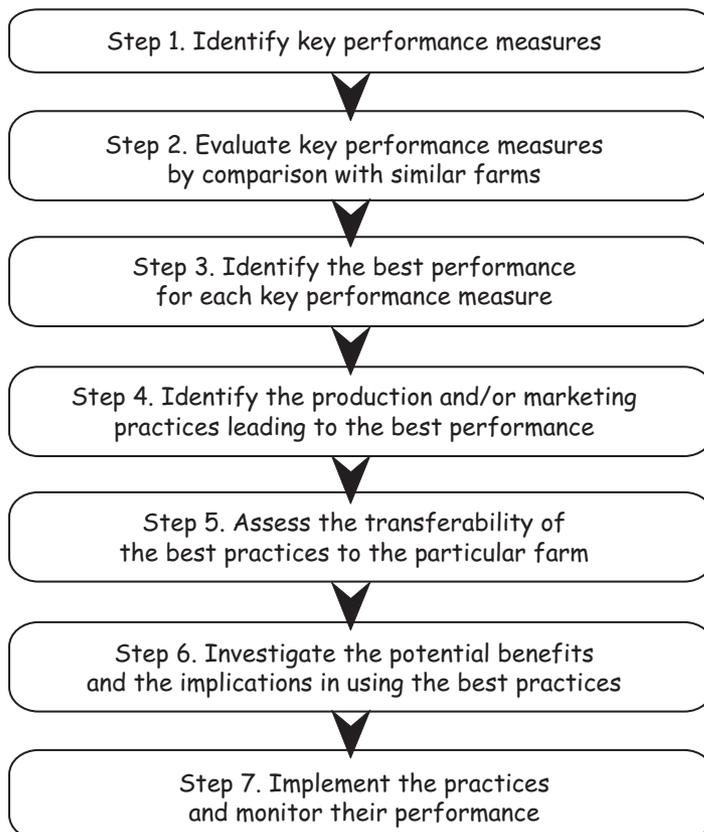 Step 1. Identify key performance measures
Step 2. Evaluate key performance measures
by comparison with similar farms
Step 3. Identify the best performance
for each key performance measure
Step 4. Identify the production and/or marketing
practices leading to the best performance
Step 5. Assess the transferability of
the best practices to the particular farm
Step 6. Investigate the potential benefits
and the implications in using the best practices
Step 7. Implement the practices
and monitor their performance